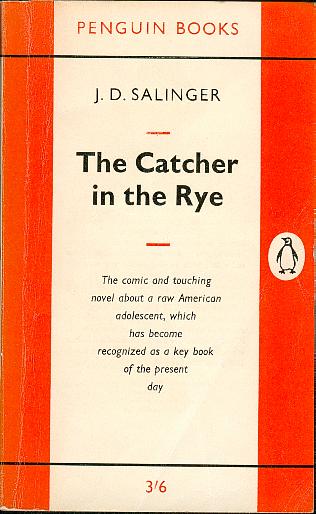 PENGUIN BOOKS
J. D. SALINGER
The Catcher
in the Rye
The comic and touching
novel about a raw American
adolescent, which
has become
recognized as a key book
of the present
day
3/6